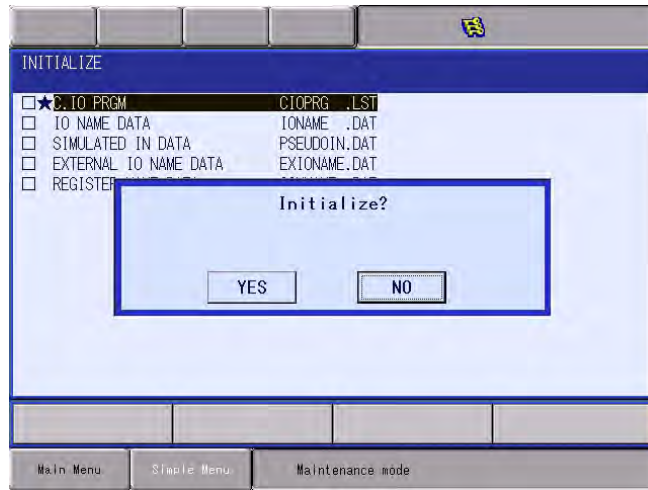 INITIALIZE
★C.IO PRGM CIOPRG .LST
IO NAME DATA IONAME .DAT
SIMULATED IN DATA PSEUDOIN.DAT
EXTERNAL IO NAME DATA EXIONAME.DAT
REGISTER
Initialize?
YES NO
Main Menu Simple Menu Maintenance mode